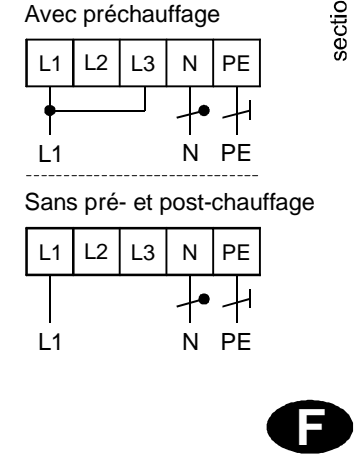 Avec préchauffage
L1 L2 L3 N PE
L1 N PE
Sans pré- et post-chauffage
L1 L2 L3 N PE
L1 N PE
F